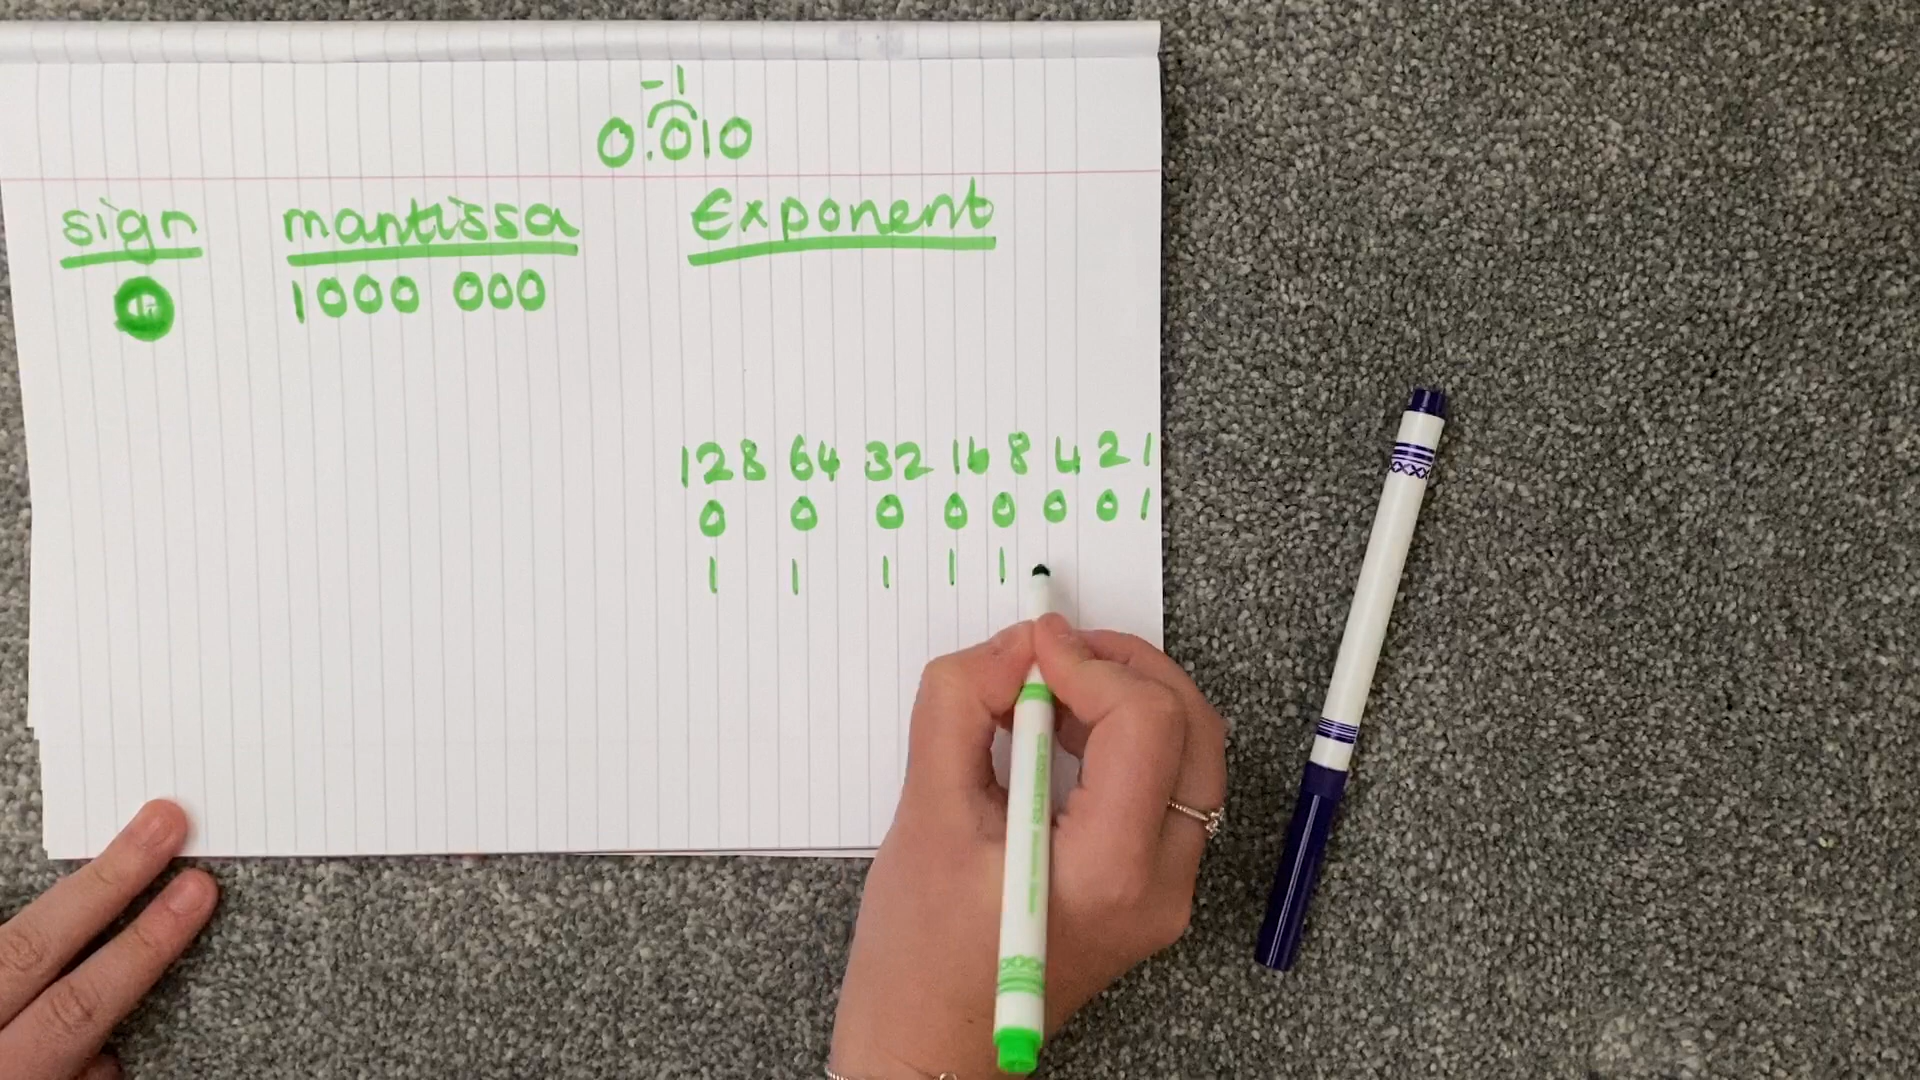 -1
0.010
sign mantissa Exponent
1000 000
128 64 32 16 8 4 2 1
0 0 0 0 0 0 0 1
1 1 1 1 1